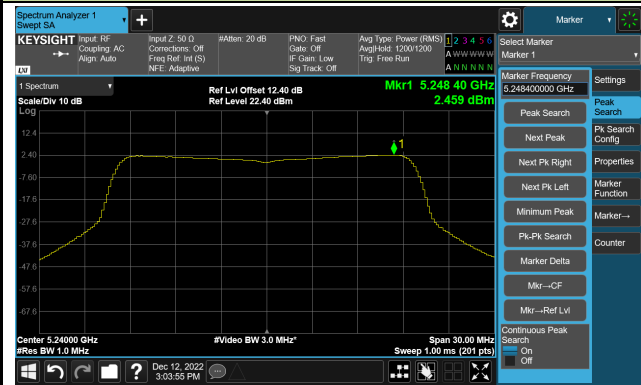 Spectrum Analyzer 1
Swept SA
+
Marker
KEYSIGHT
Input: RF
Coupling: AC
Align: Auto
Input Z: 50 Ω
Corrections: Off
Freq Ref: Int (S)
NFE: Adaptive
#Atten: 20 dB
PNO: Fast
Gate: Off
IF Gain: Low
Sig Track: Off
Avg Type: Power (RMS)
Avg|Hold: 1200/1200
Trig: Free Run
1 2 3 4 5 6
A W W W W W
A N N N N N
LXI
Select Marker
Marker 1
1 Spectrum
Scale/Div 10 dB
Log
Ref Lvl Offset 12.40 dB
Ref Level 22.40 dBm
Mkr1 5.248 40 GHz
2.459 dBm
12.4
2.40
-7.60
-17.6
-27.6
-37.6
-47.6
-57.6
-67.6
1
Center 5.24000 GHz
#Res BW 1.0 MHz
#Video BW 3.0 MHz*
Span 30.00 MHz
Sweep 1.00 ms (201 pts)
Marker Frequency
5.248400000 GHz
Peak Search
Next Peak
Next Pk Right
Next Pk Left
Minimum Peak
Pk-Pk Search
Marker Delta
Mkr→CF
Mkr→Ref Lvl
Continuous Peak
Search
On
Off
Settings
Peak
Search
Pk Search
Config
Properties
Marker
Function
Marker→
Counter
?
Dec 12, 2022
3:03:55 PM